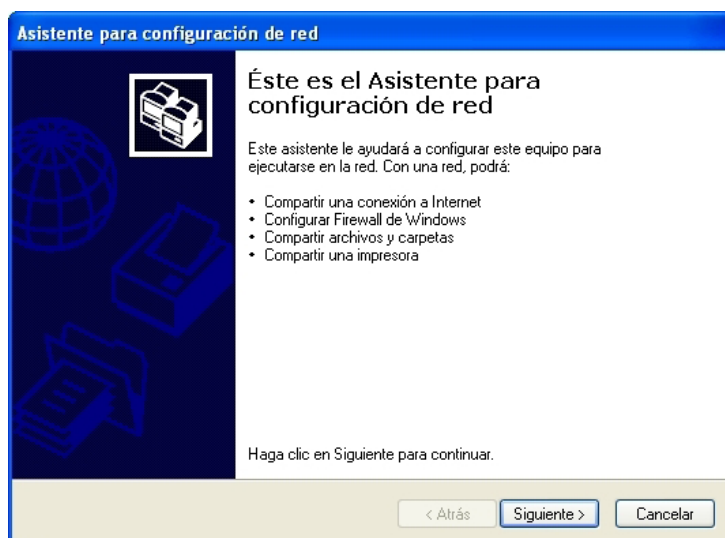 Asistente para configuración de red
Éste es el Asistente para
configuración de red
Este asistente le ayudará a configurar este equipo para
ejecutarse en la red. Con una red, podrá:
• Compartir una conexión a Internet
• Configurar Firewall de Windows
• Compartir archivos y carpetas
• Compartir una impresora
Haga clic en Siguiente para continuar.
< Atrás Siguiente > Cancelar